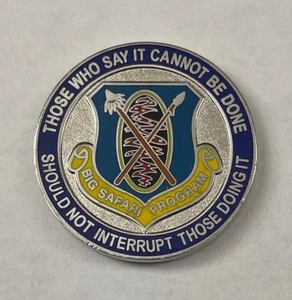 THOSE WHO SAY IT CANNOT BE DONE
SHOULD NOT INTERRUPT THOSE DOING IT
BIG SAFARI PROGRAM